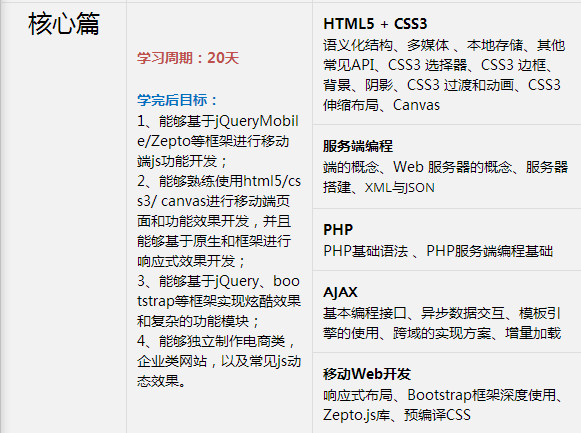 核心篇
学习周期：20天
学完后目标：
1、能够基于jQueryMobil
e/Zepto等框架进行移动
端js功能开发；
2、能够熟练使用html5/cs
s3/ canvas进行移动端页
面和功能效果开发，并且
能够基于原生和框架进行
响应式效果开发；
3、能够基于jQuery、boo
tstrap等框架实现炫酷效果
和复杂的功能模块；
4、能够独立制作电商类，
企业类网站，以及常见js动
态效果。
HTML5 + CSS3
语义化结构、多媒体 、本地存储、其他
常见API、CSS3 选择器、CSS3 边框、
背景、阴影、CSS3 过渡和动画、CSS3
伸缩布局、Canvas
服务端编程
端的概念、Web 服务器的概念、服务器
搭建、XML与JSON
PHP
PHP基础语法 、PHP服务端编程基础
AJAX
基本编程接口、异步数据交互、模板引
擎的使用、跨域的实现方案、增量加载
移动Web开发
响应式布局、Bootstrap框架深度使用、
Zepto.js库、预编译CSS